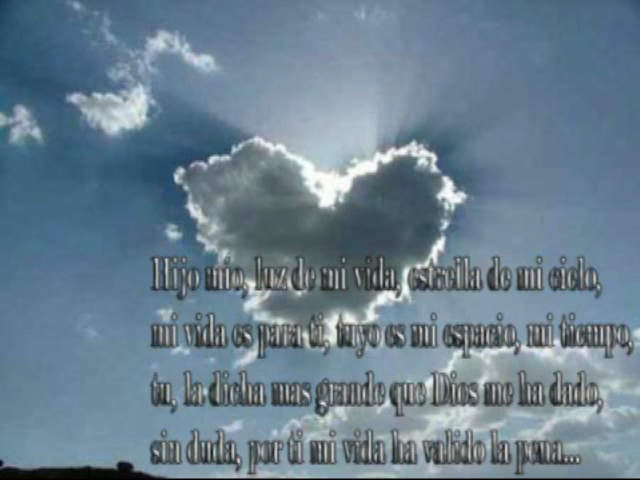 Hijo mío, luz de mi vida, estrella de mi cielo,
mi vida es para ti, tuyo es mi espacio, mi tiempo,
tu, la dicha mas grande que Dios me ha dado,
sin duda, por ti mi vida ha valido la pena...